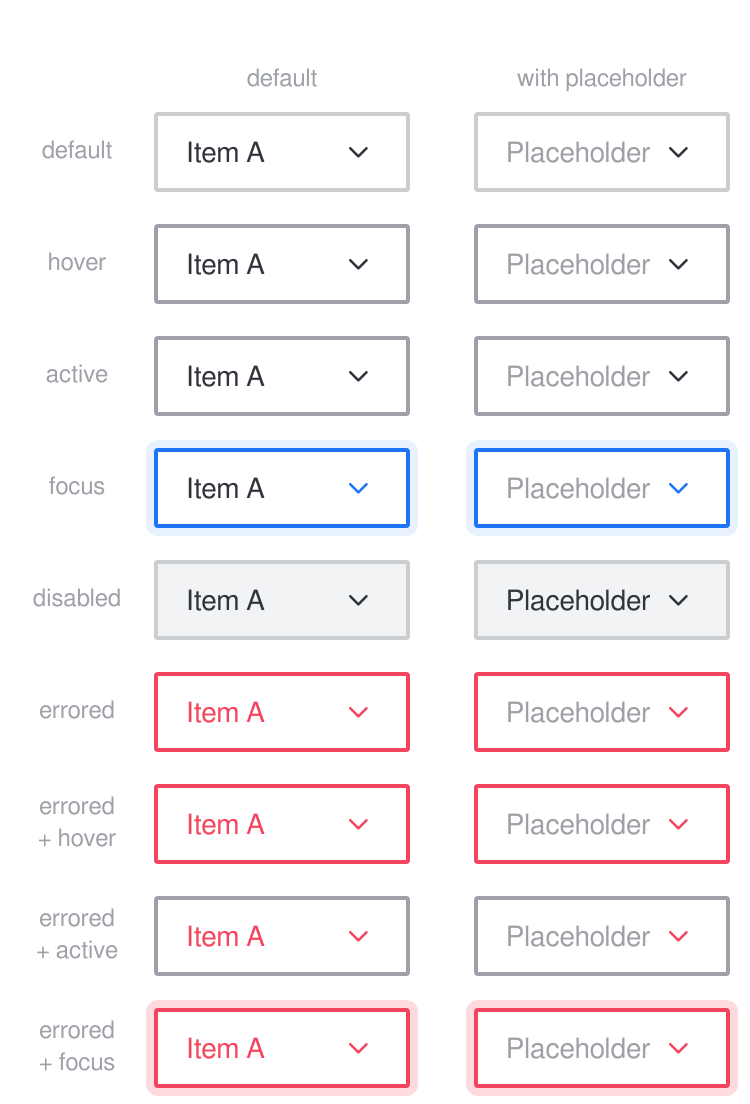 default with placeholder
default Item A Placeholder
hover Item A Placeholder
active Item A Placeholder
focus Item A Placeholder
disabled Item A Placeholder
errored Item A Placeholder
errored
+ hover Item A Placeholder
errored
+ active Item A Placeholder
errored
+ focus Item A Placeholder